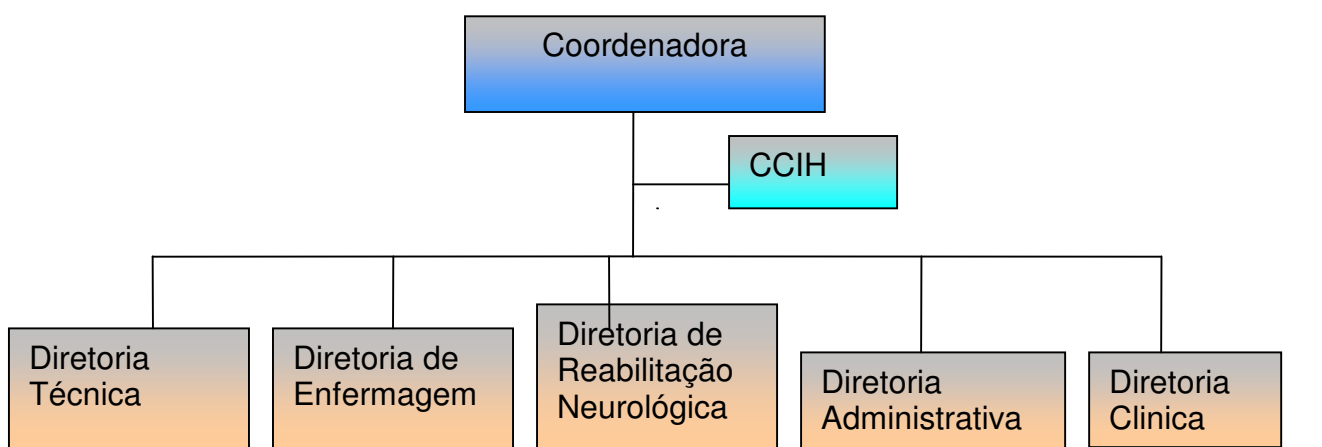 Coordenadora
CCIH
Diretoria
Técnica
Diretoria de
Enfermagem
Diretoria de
Reabilitação
Neurológica
Diretoria
Administrativa
Diretoria
Clinica